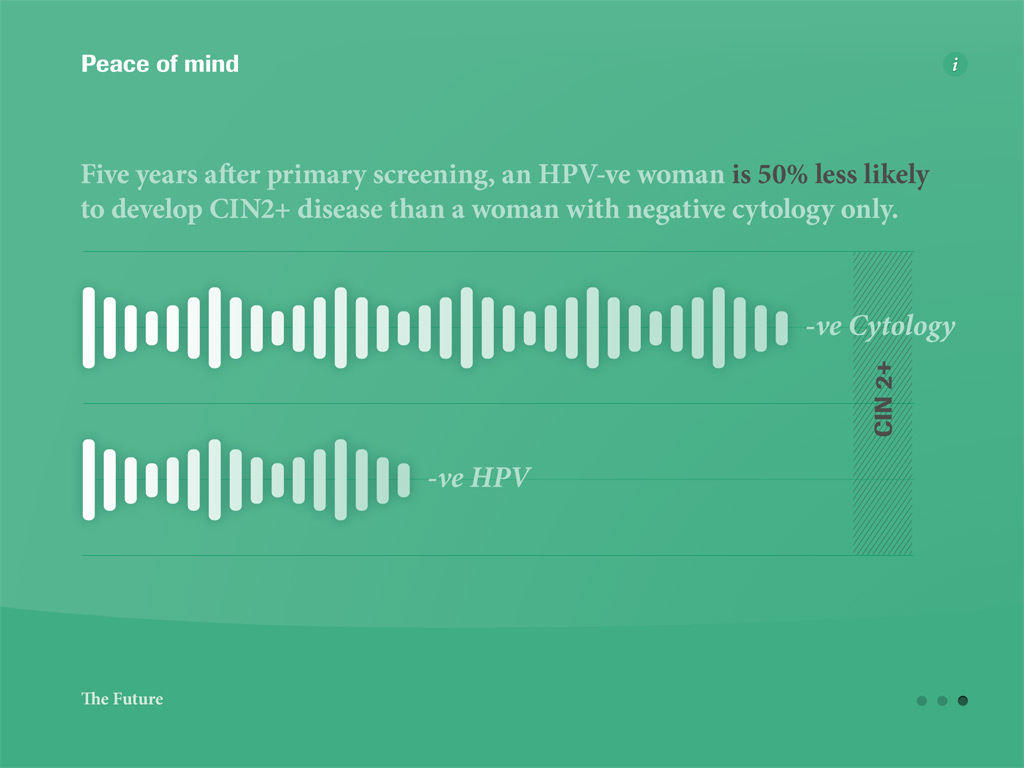 Peace of mind
i
Five years after primary screening, an HPV-ve woman is 50% less likely
to develop CIN2+ disease than a woman with negative cytology only.
-ve Cytology
CIN 2+
-ve HPV
The Future